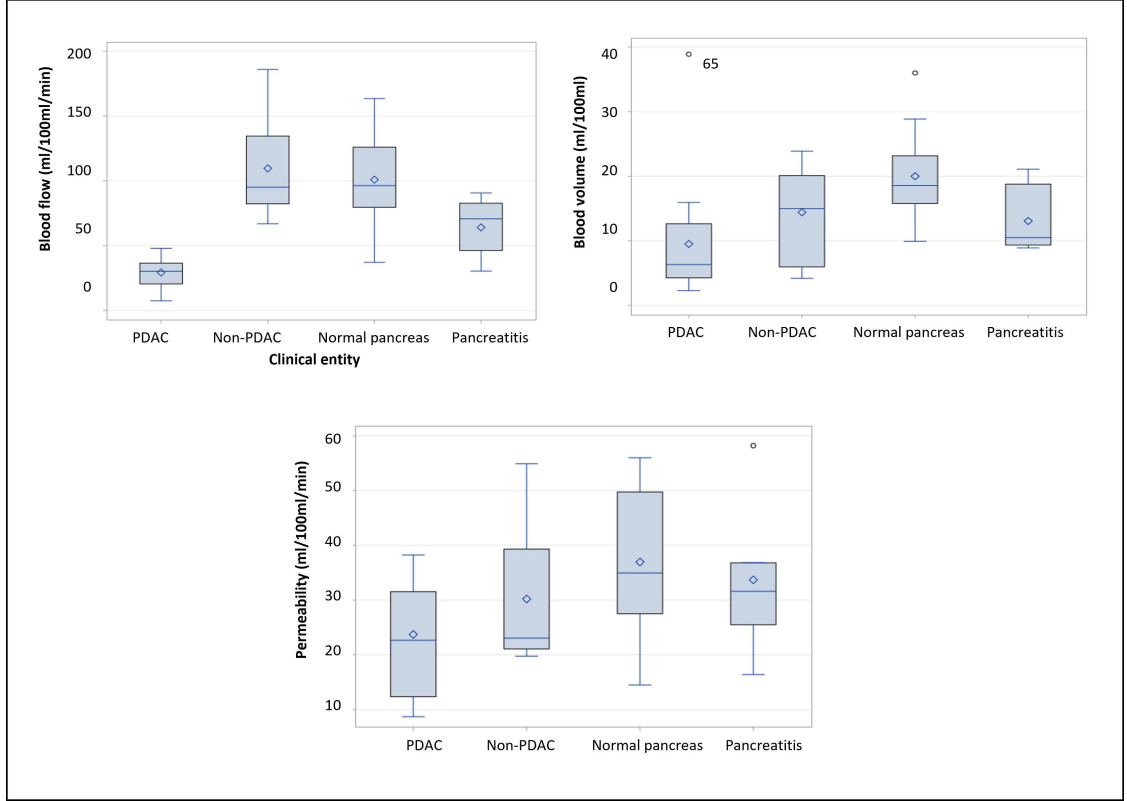 Blood flow (ml/100ml/min)
200
150
100
50
0
PDAC
Non-PDAC
Normal pancreas
Pancreatitis
Clinical entity
Blood volume (ml/100ml)
40
30
20
10
0
65
PDAC
Non-PDAC
Normal pancreas
Pancreatitis
Permeability (ml/100ml/min)
60
50
40
30
20
10
PDAC
Non-PDAC
Normal pancreas
Pancreatitis